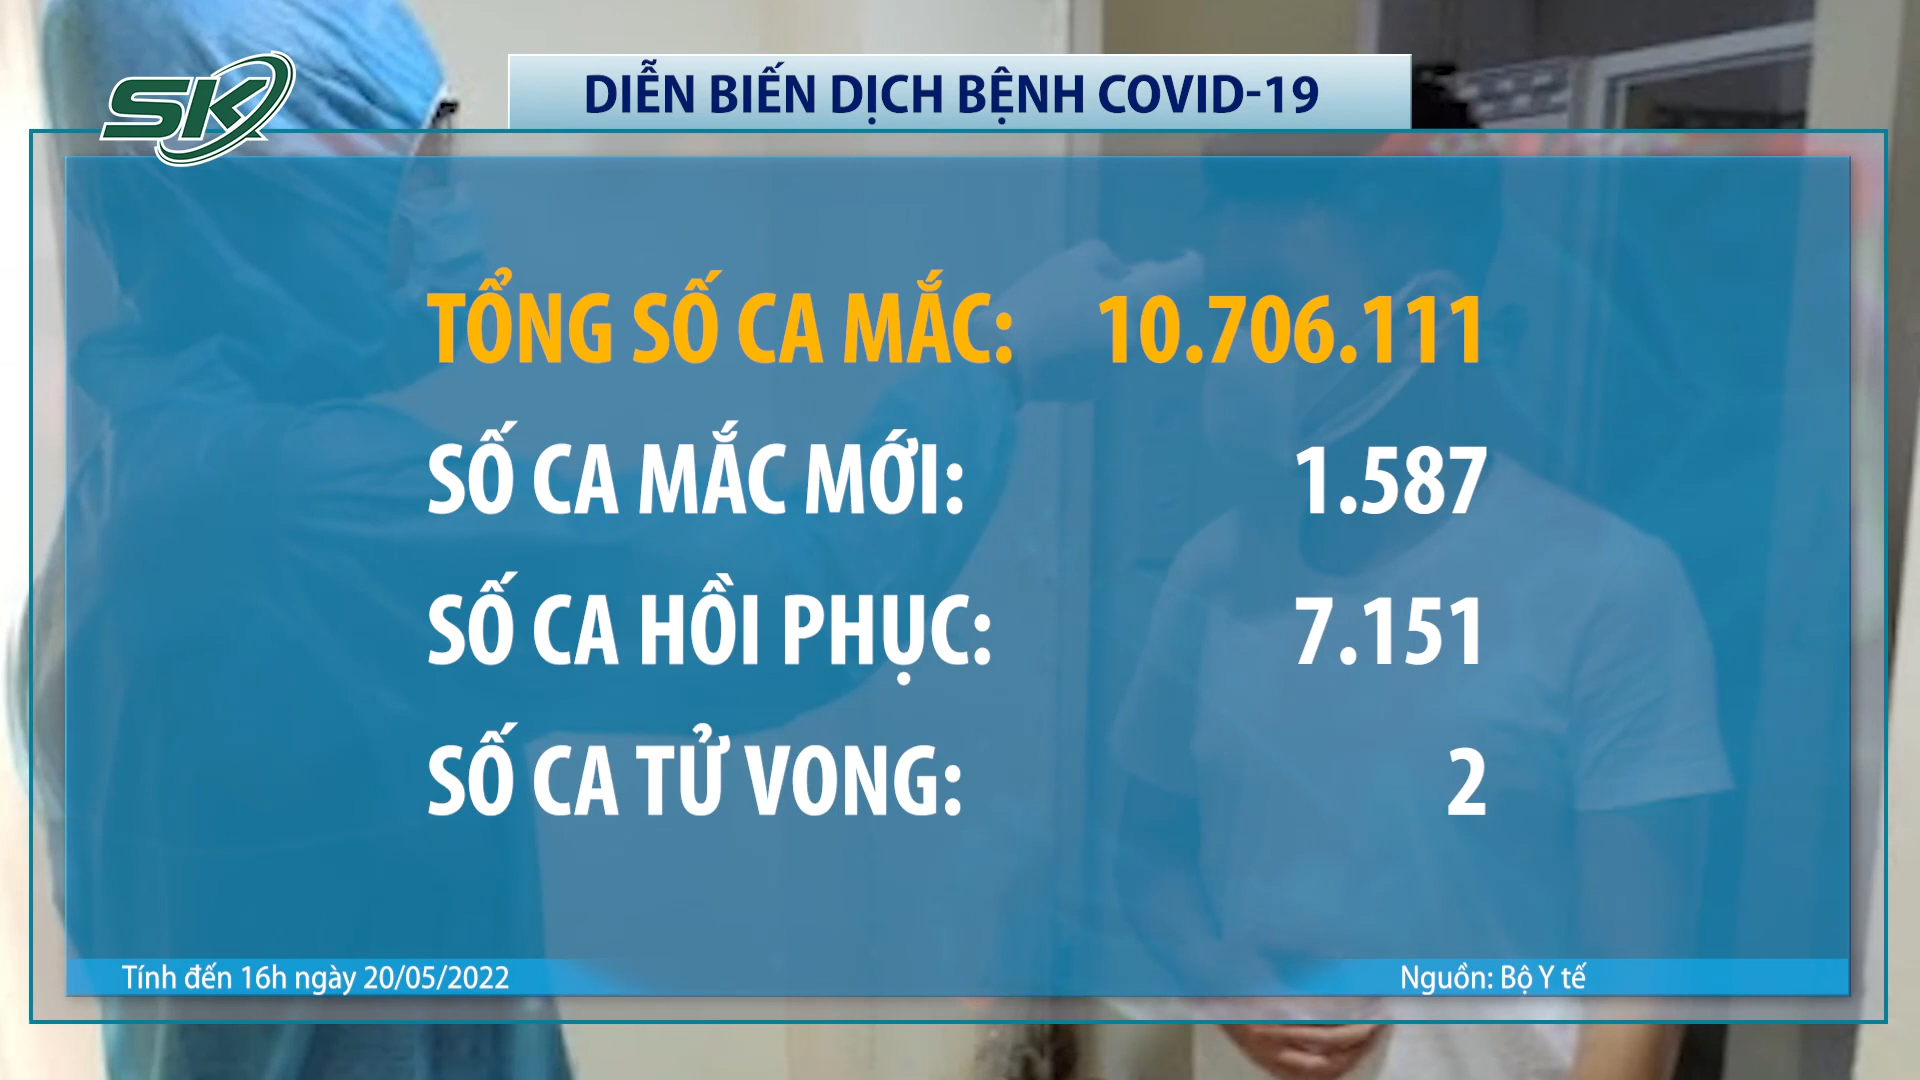 SK
DIỄN BIẾN DỊCH BỆNH COVID-19
TỔNG SỐ CA MẮC: 10.706.111
SỐ CA MẮC MỚI: 1.587
SỐ CA HỒI PHỤC: 7.151
SỐ CA TỬ VONG: 2
Tính đến 16h ngày 20/05/2022
Nguồn: Bộ Y tế